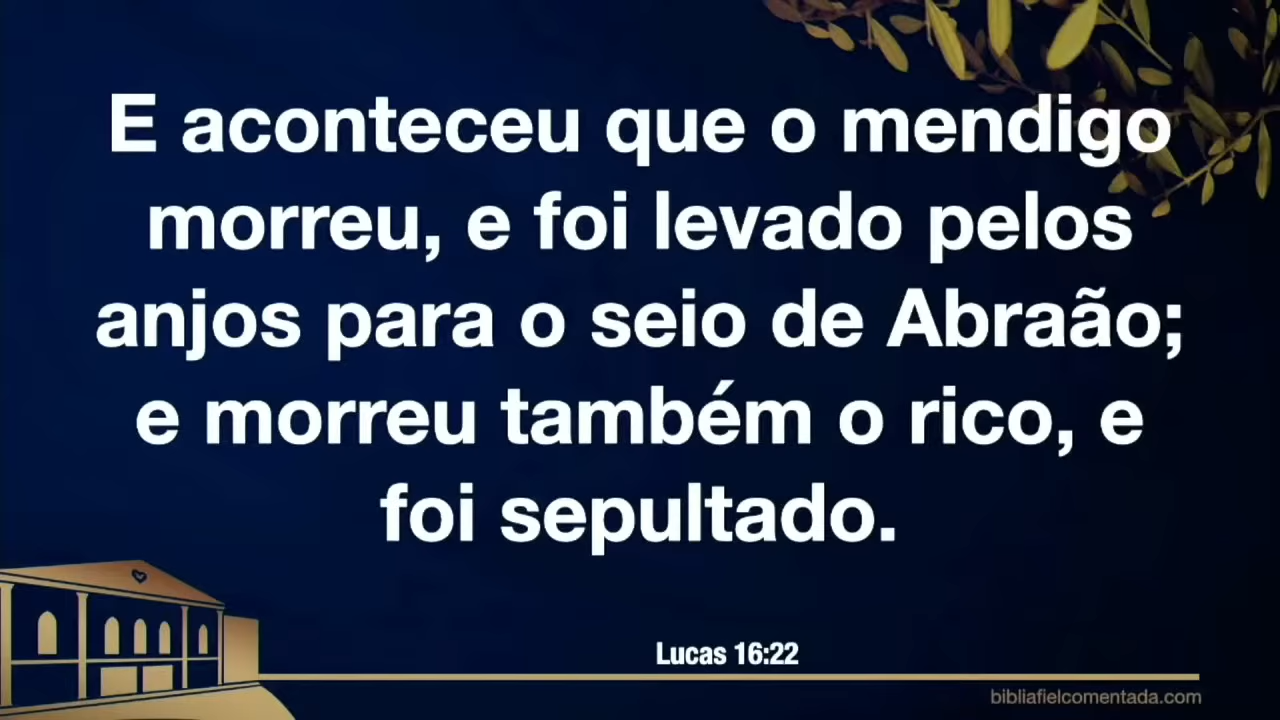 E aconteceu que o mendigo
morreu, e foi levado pelos
anjos para o seio de Abraão;
e morreu também o rico, e
foi sepultado.
Lucas 16:22
bibliafielcomentada.com